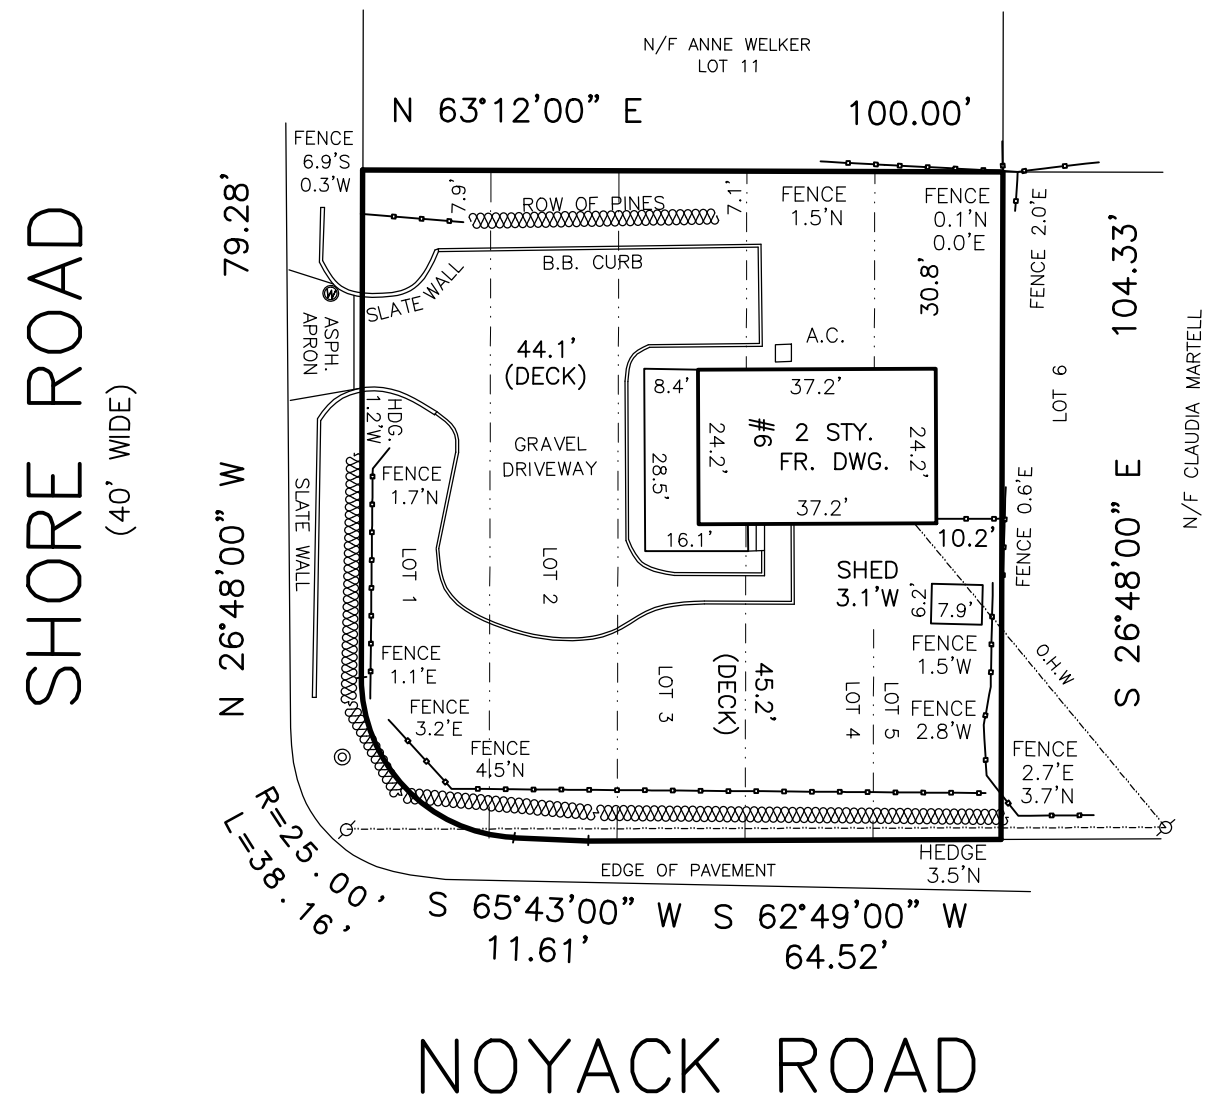 N/F ANNE WELKER
LOT 11
N 63°12'00" E
100.00'
FENCE
6.9'S
0.3'W
79.28'
7.9'
ROW OF PINES
7.1'
FENCE
1.5'N
FENCE
0.1'N
0.0'E
FENCE 2.0'E
104.33'
SHORE ROAD
(40' WIDE)
B.B. CURB
SLATE WALL
30.8'
W
ASPH.
APRON
A.C.
44.1'
(DECK)
LOT 6
N/F CLAUDIA MARTELL
8.4'
37.2'
HDG.
1.2'W
#6
2 STY.
FR. DWG.
24.2'
24.2'
GRAVEL
DRIVEWAY
28.5'
FENCE
1.7'N
SLATE WALL
N 26°48'00" W
37.2'
16.1'
10.2'
FENCE 0.6'E
S 26°48'00" E
LOT 1
LOT 2
SHED
3.1'W
6.2'
7.9'
FENCE
1.1'E
FENCE
1.5'W
O.H.W
LOT 3
45.2'
(DECK)
LOT 4
LOT 5
FENCE
2.8'W
FENCE
3.2'E
FENCE
4.5'N
FENCE
2.7'E
3.7'N
R=25.00'
L=38.16'
EDGE OF PAVEMENT
HEDGE
3.5'N
S 65°43'00" W
11.61'
S 62°49'00" W
64.52'
NOYACK ROAD